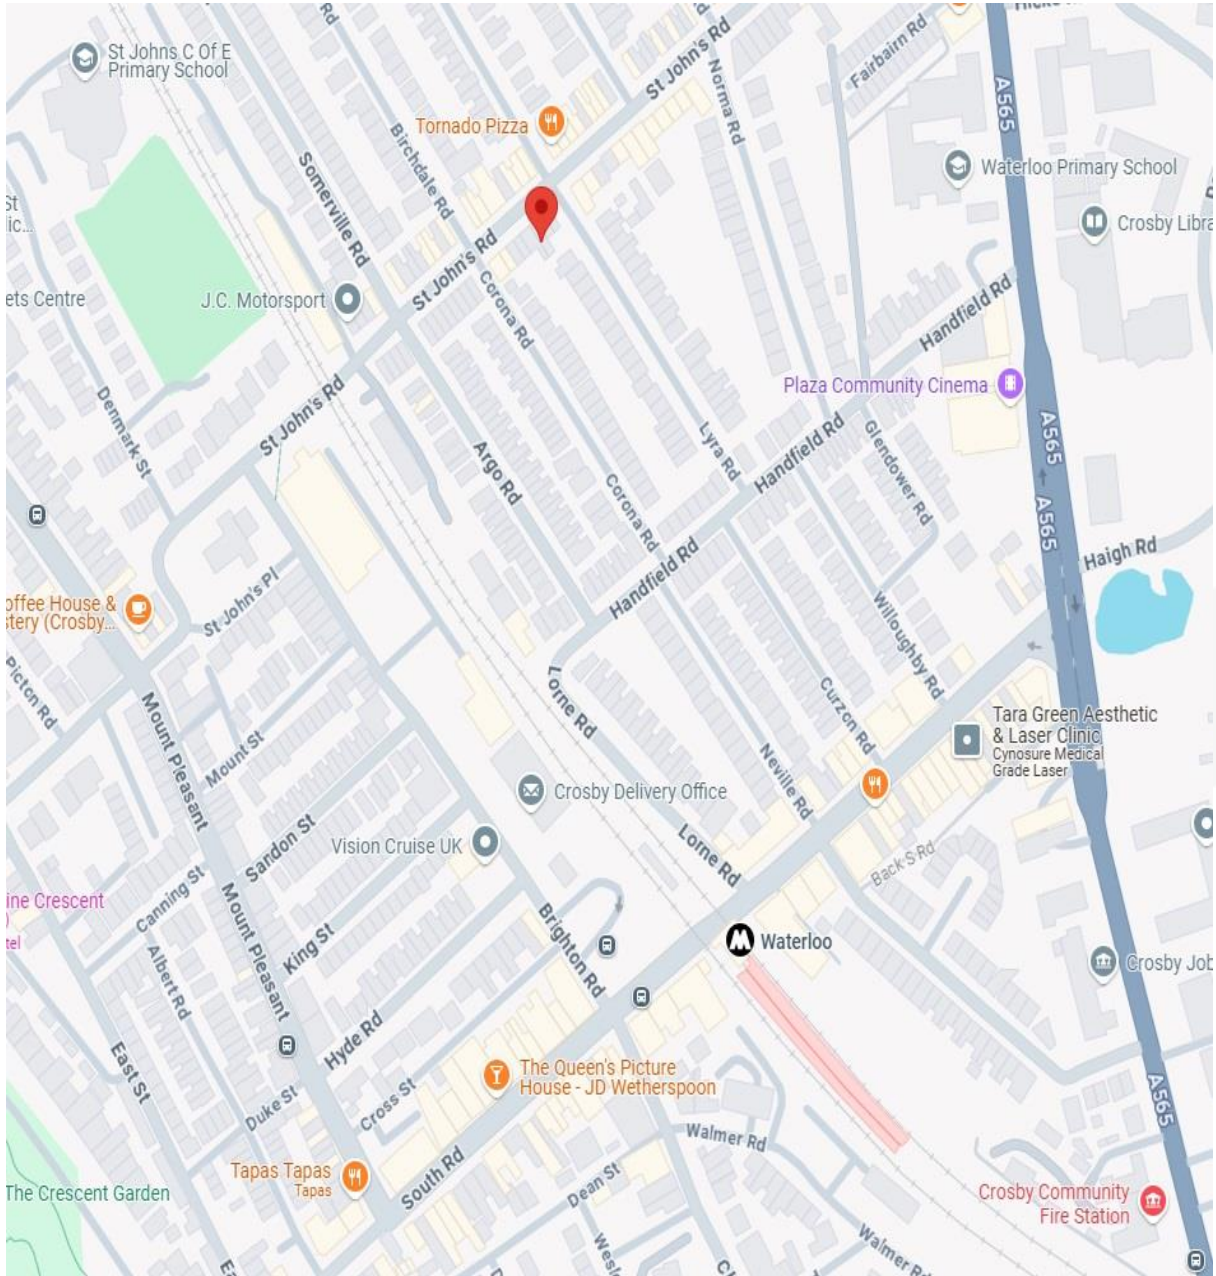 St Johns C Of E
Primary School
Rd
St John's Rd
Norma Rd
Fairbairn Rd
A565
Tornado Pizza
Birchdale Rd
Somerville Rd
Waterloo Primary School
Crosby Libra
St
ic...
ets Centre
J.C. Motorsport
St John's Rd
Corona Rd
Handfield Rd
Plaza Community Cinema
Denmark St
St John's Rd
Argo Rd
Lyra Rd
Handfield Rd
Glendower Rd
A565
A565
Corona Rd
Haigh Rd
offee House &
stery (Crosby...
St John's Pl
Handfield Rd
Willoughby Rd
Picton Rd
Mount Pleasant
Mount St
Lorne Rd
Curzon Rd
Neville Rd
Tara Green Aesthetic
& Laser Clinic
Cynosure Medical
Grade Laser
Crosby Delivery Office
Sandon St
Vision Cruise UK
Lorne Rd
Back S Rd
ine Crescent
)
tel
Canning St
Mount Pleasant
King St
Albert Rd
Brighton Rd
Waterloo
Crosby Job
Hyde Rd
East St
Duke St
Cross St
The Queen's Picture
House - JD Wetherspoon
A565
Walmer Rd
Tapas Tapas
Tapas
South Rd
Dean St
The Crescent Garden
Crosby Community
Fire Station
Walmer Rd
Wesl
Ea